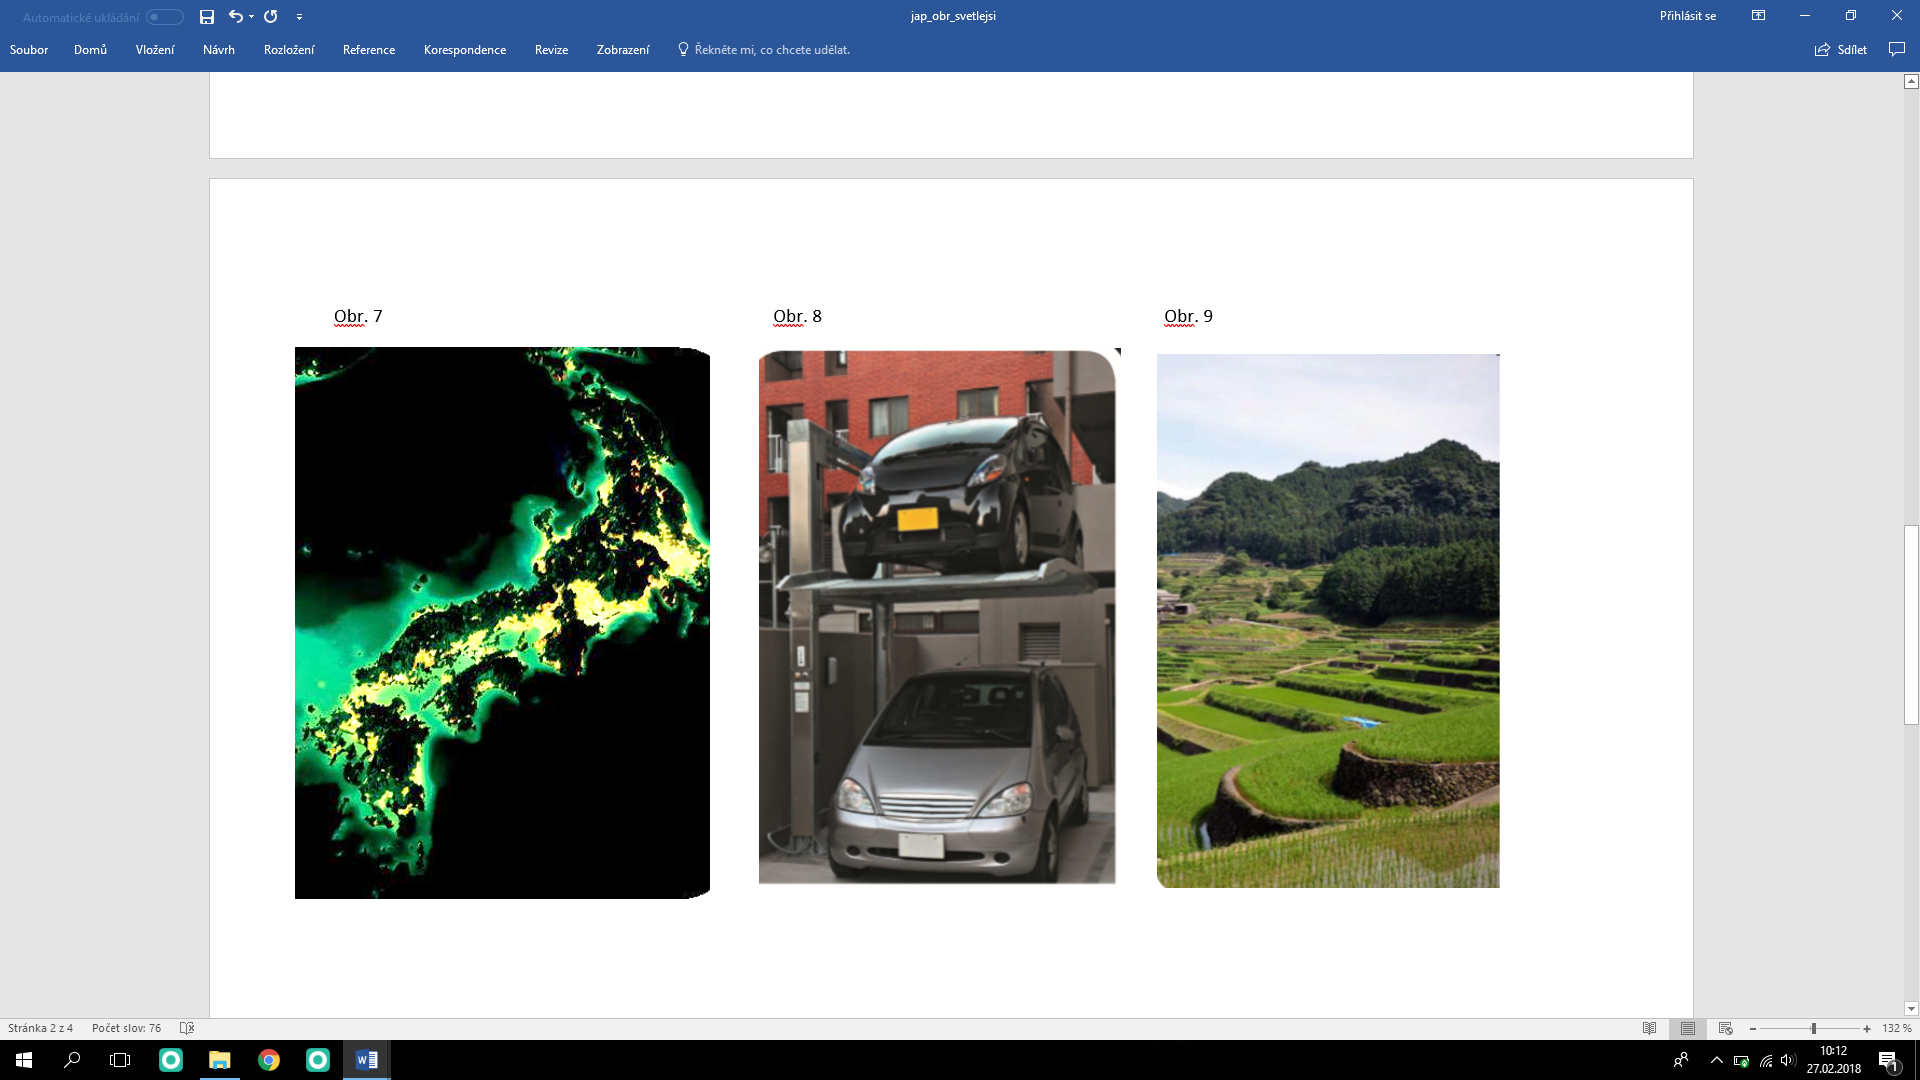 Automatické ukládání
jap_obr_svetlejsi
Přihlásit se
Soubor Domů Vložení Návrh Rozložení Reference Korespondence Revize Zobrazení Řekněte mi, co chcete udělat. Sdílet
Obr. 7 Obr. 8 Obr. 9
Stránka 2 z 4 Počet slov: 76 132 %
10:12
27.02.2018
1